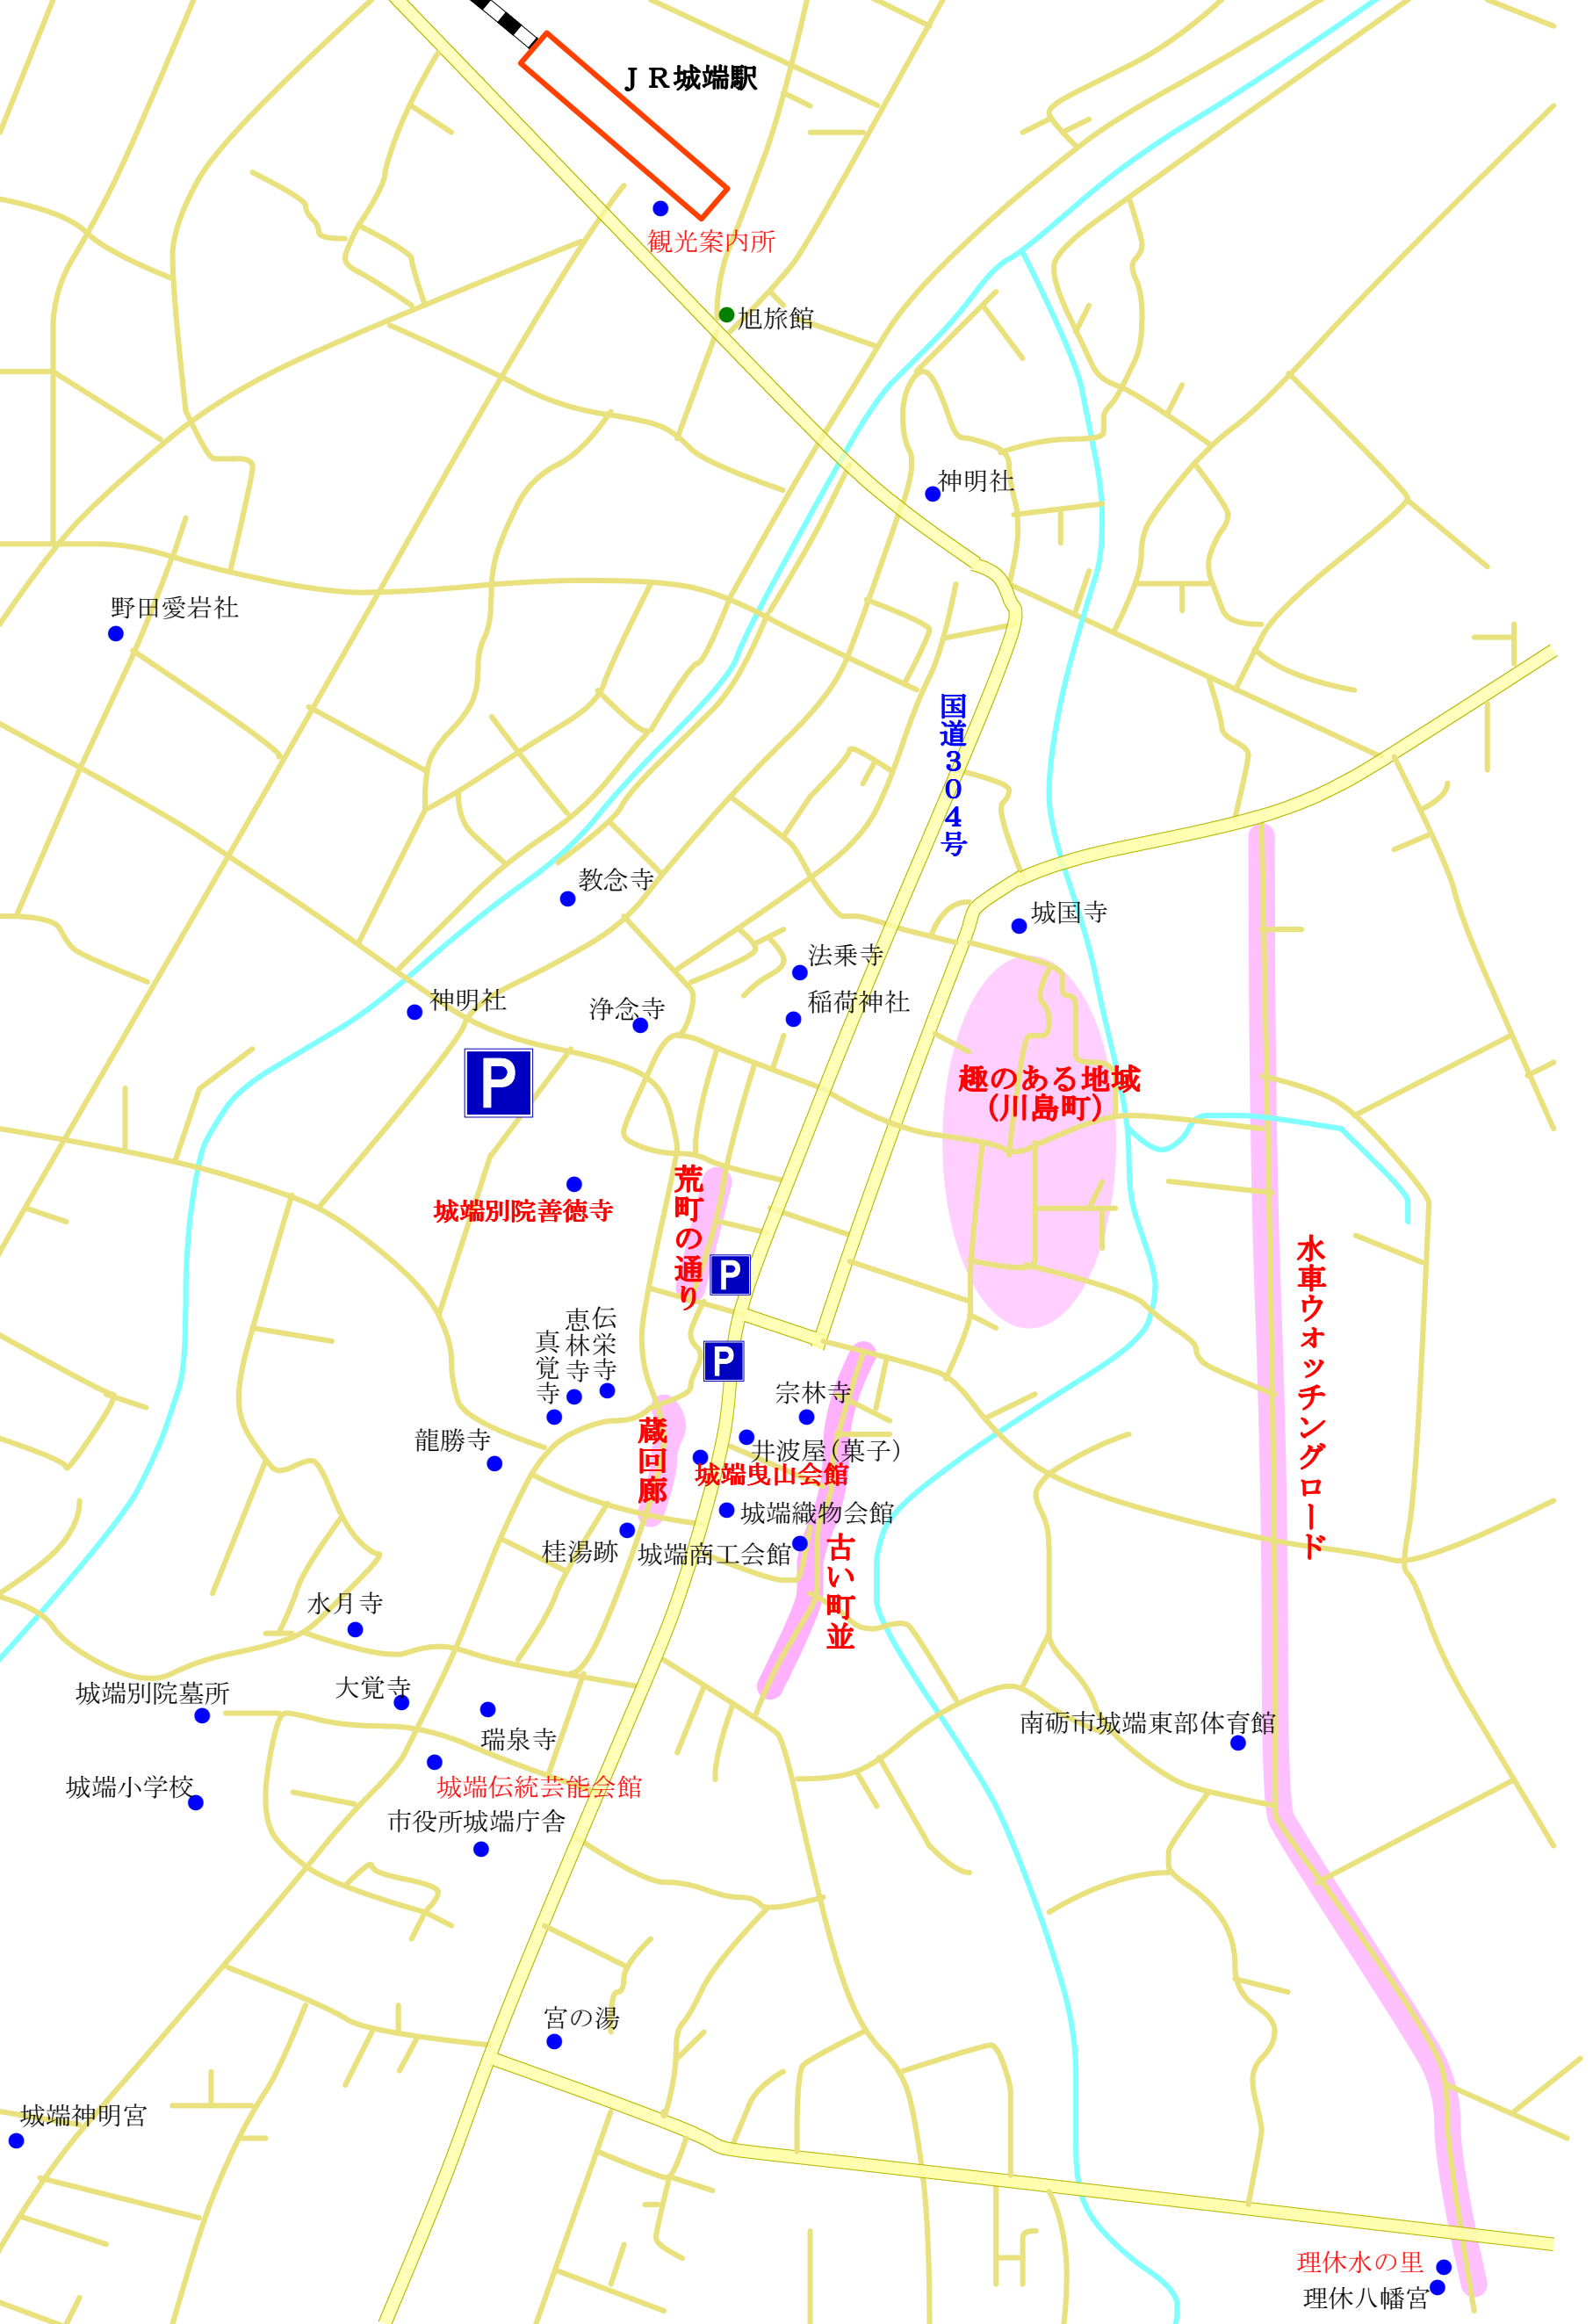 ＪＲ城端駅
観光案内所
旭旅館
神明社
野田愛岩社
国道３０４号
教念寺
城国寺
法乗寺
神明社
浄念寺
稲荷神社
P
趣のある地域
（川島町）
荒町の通り
城端別院善徳寺
P
水車ウォッチングロード
伝栄寺
恵林寺
真覚寺
P
宗林寺
龍勝寺
蔵回廊
井波屋（菓子）
城端曳山会館
城端織物会館
桂湯跡
城端商工会館
古い町並
水月寺
大覚寺
城端別院墓所
瑞泉寺
南砺市城端東部体育館
城端小学校
城端伝統芸能会館
市役所城端庁舎
宮の湯
城端神明宮
理休水の里
理休八幡宮